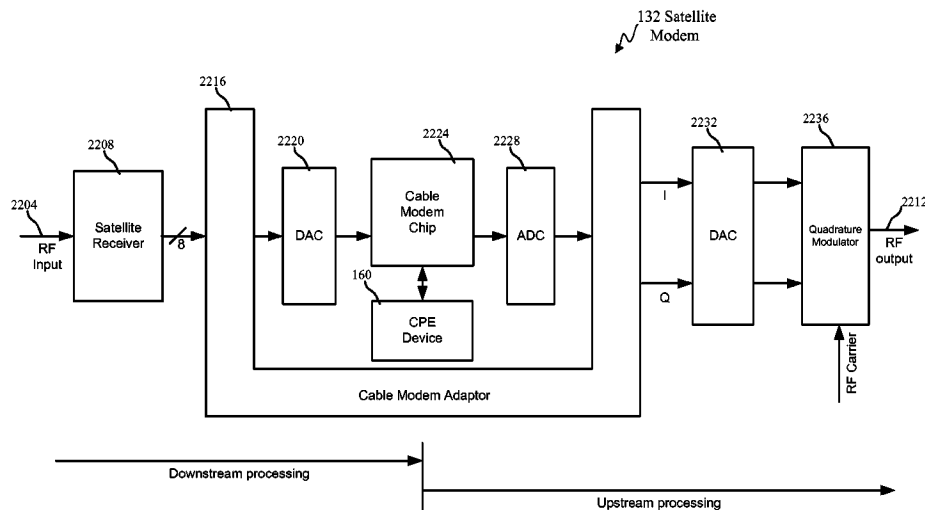 132 Satellite
Modem
2216
2208
2220
2224
2228
2232
2236
2204
RF
Input
Satellite
Receiver
8
DAC
Cable
Modem
Chip
ADC
I
Q
DAC
Quadrature
Modulator
2212
RF
output
160
CPE
Device
RF Carrier
Cable Modem Adaptor
Downstream processing
Upstream processing